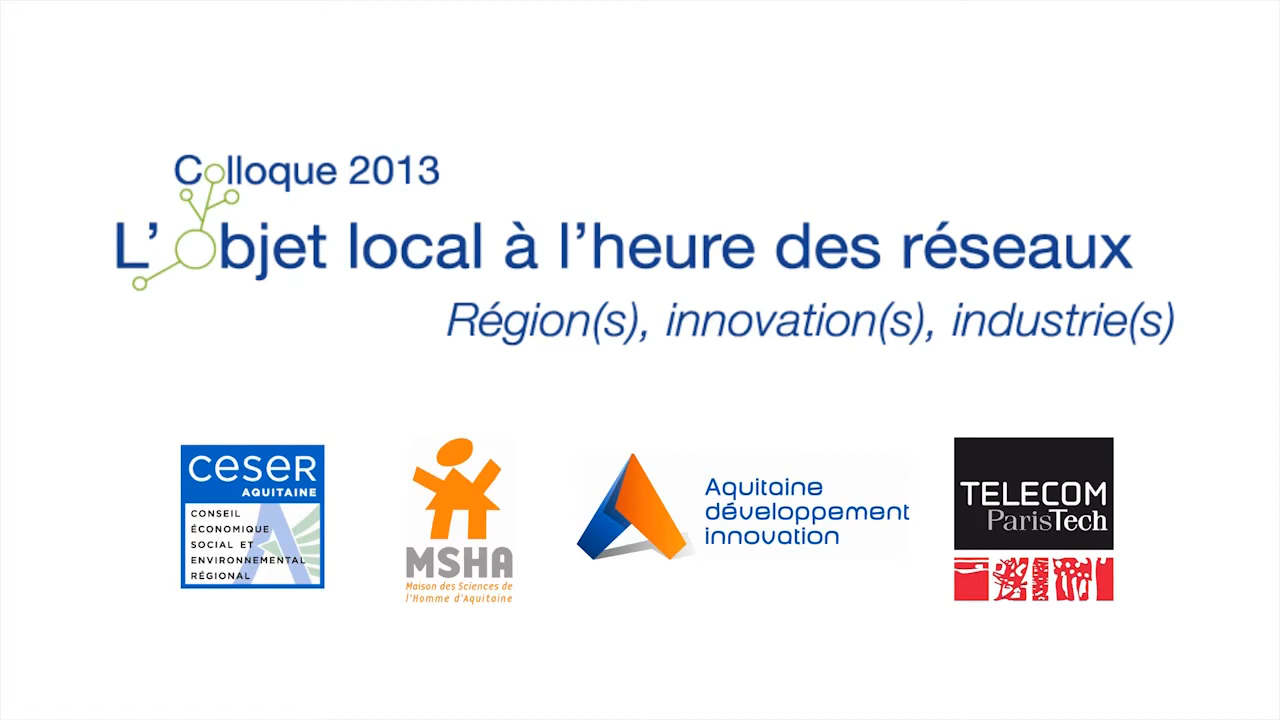 Colloque 2013
L'Objet local à l'heure des réseaux
Région(s), innovation(s), industrie(s)
CESER
AQUITAINE
CONSEIL
ÉCONOMIQUE
SOCIAL ET
ENVIRONNEMENTAL
RÉGIONAL
MSHA
Maison des Sciences de
l'Homme d'Aquitaine
Aquitaine
développement
innovation
TELECOM
ParisTech